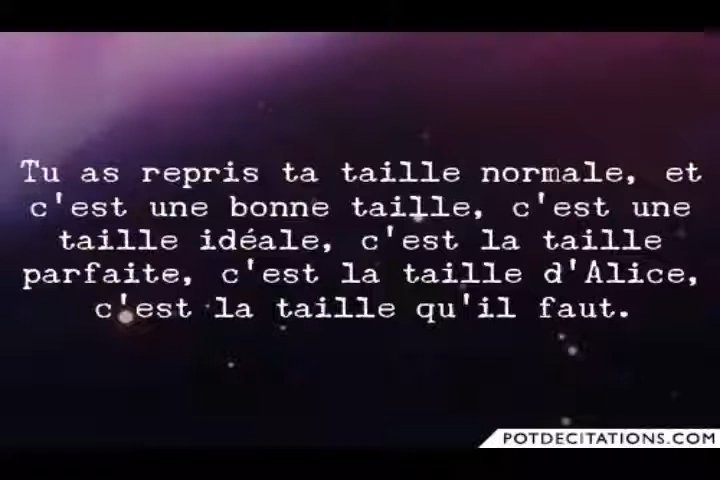 Tu as repris ta taille normale, et
c'est une bonne taille, c'est une
taille idéale, c'est la taille
parfaite, c'est la taille d'Alice,
c'est la taille qu'il faut.
POTDECITATIONS.COM